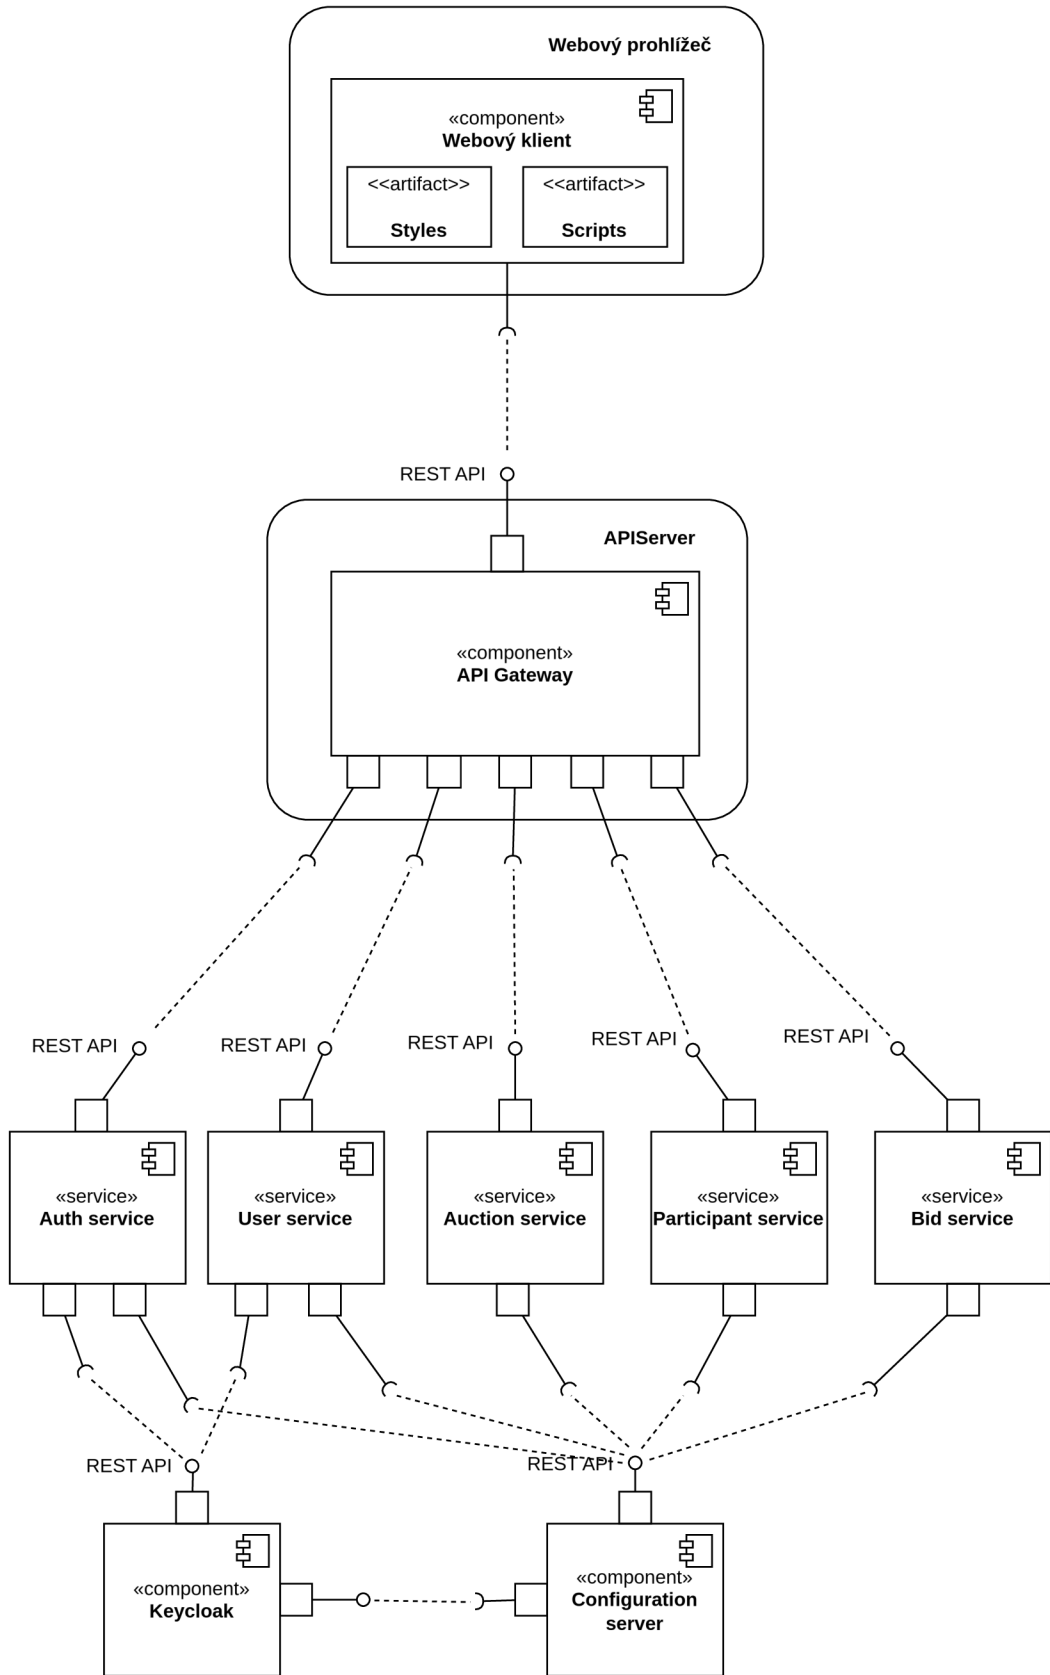 Webový prohlížeč
«component»
Webový klient
<<artifact>>
Styles
<<artifact>>
Scripts
REST API
APIServer
«component»
API Gateway
REST API
REST API
REST API
REST API
REST API
«service»
Auth service
«service»
User service
«service»
Auction service
«service»
Participant service
«service»
Bid service
REST API
REST API
«component»
Keycloak
«component»
Configuration
server